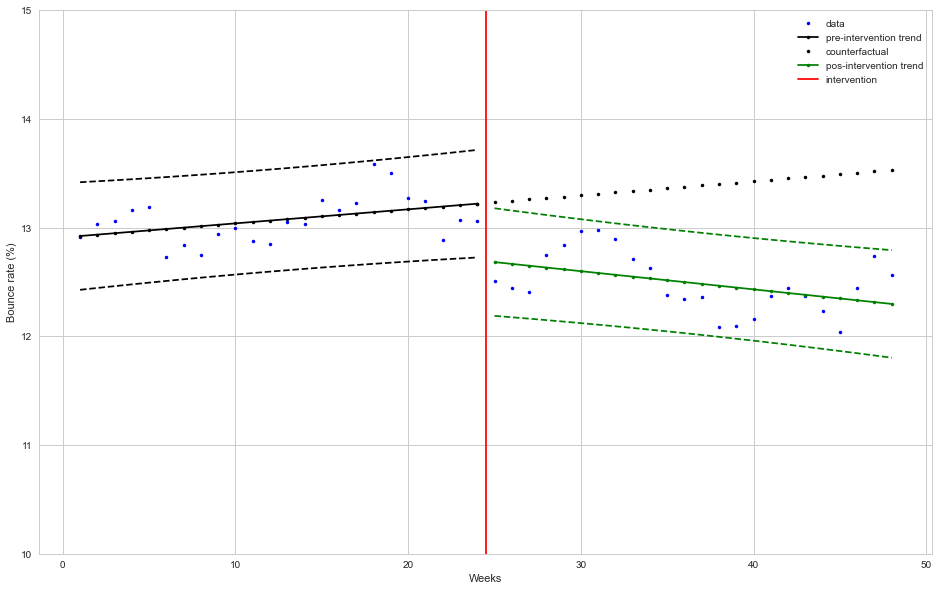 15
14
13
12
11
10
Bounce rate (%)
0
10
20
30
40
50
Weeks
data
pre-intervention trend
counterfactual
pos-intervention trend
intervention